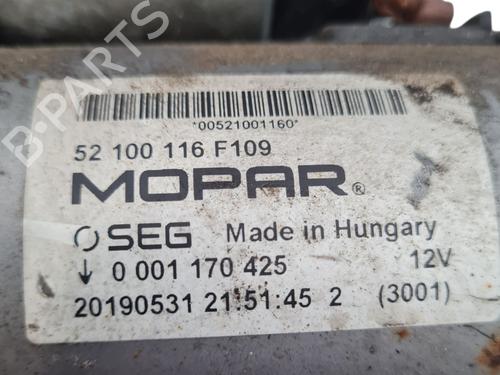 B-PARTS
*00521001160*
52 100 116 F109
MOPAR®
SEG Made in Hungary
↓ 0 001 170 425 12V
20190531 21:51:45 2 (3001)